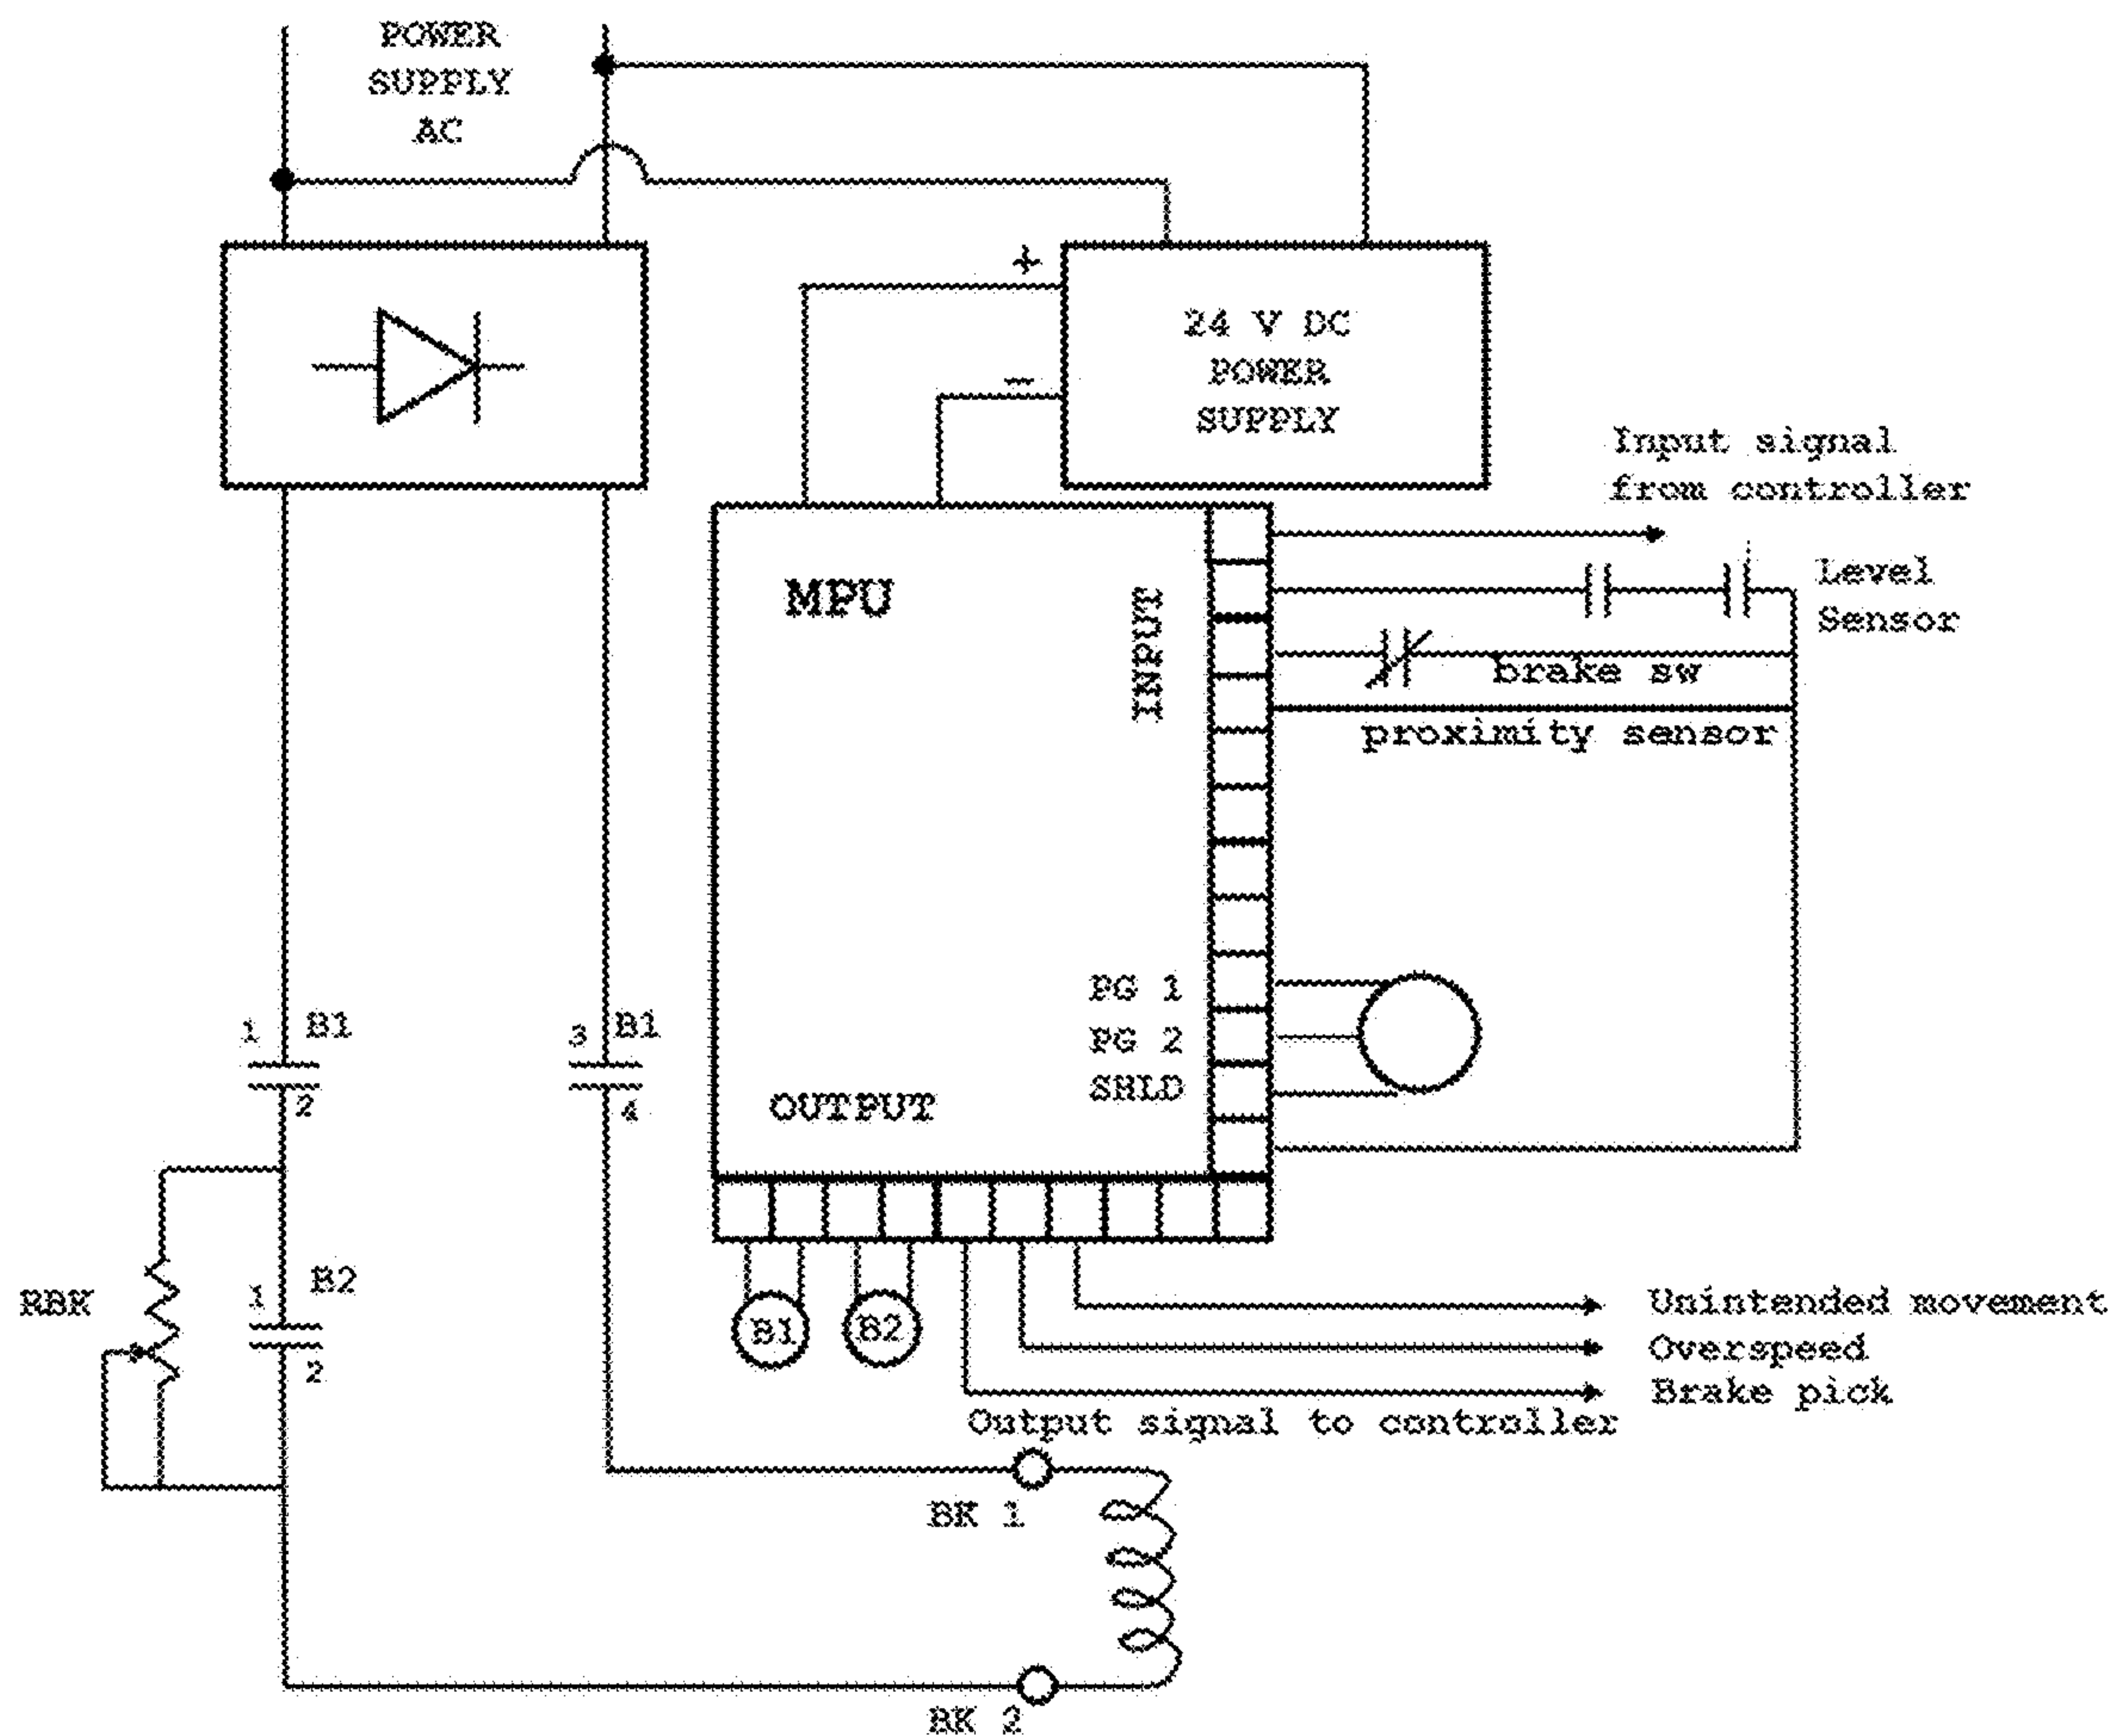 POWER
SUPPLY
AC
+
24 V DC
POWER
SUPPLY
-
Input signal
from controller
MPU
INPUT
Level
Sensor
brake sw
proximity sensor
PG 1
PG 2
SHLD
1 B1
2
3 B1
4
OUTPUT
RBK
1 B2
2
B1
B2
Unintended movement
Overspeed
Brake pick
Output signal to controller
BK 1
BK 2